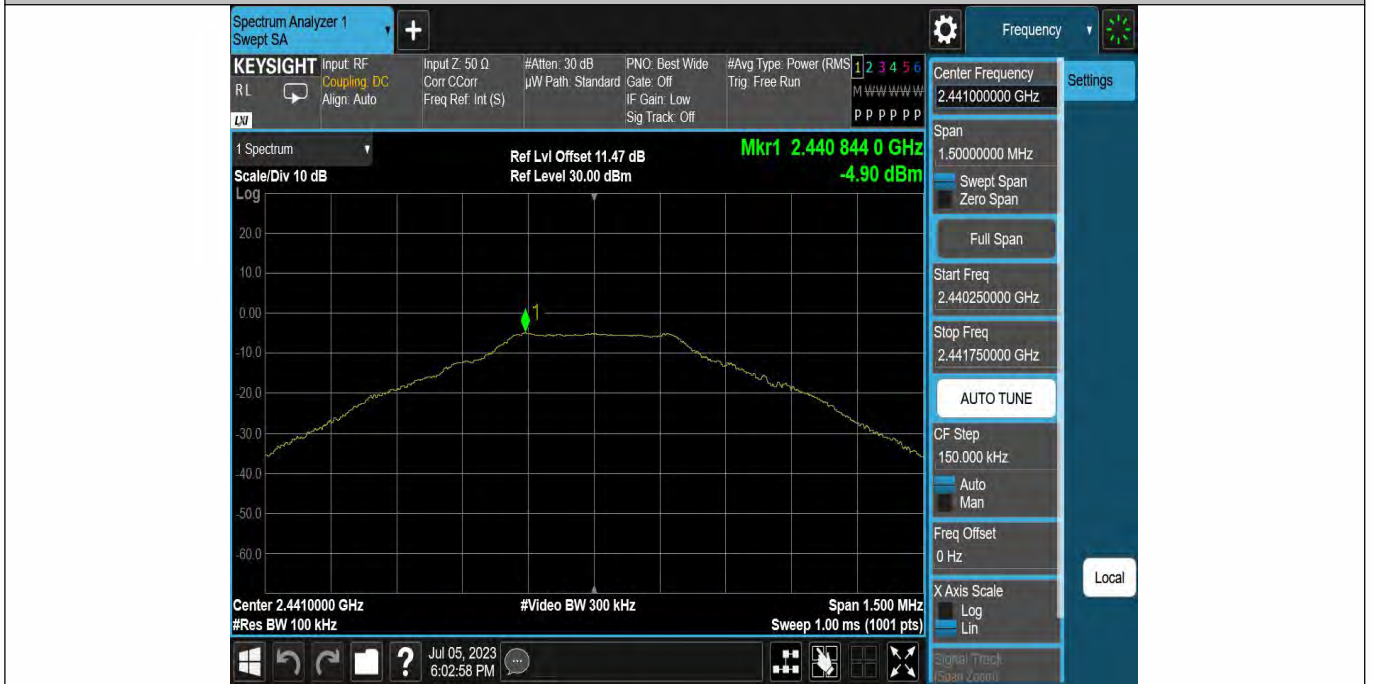 Spectrum Analyzer 1
Swept SA
+
Frequency
KEYSIGHT
RL
LXI
Input: RF
Coupling: DC
Align: Auto
Input Z: 50 Ω
Corr CCorr
Freq Ref: Int (S)
#Atten: 30 dB
µW Path: Standard
PNO: Best Wide
Gate: Off
IF Gain: Low
Sig Track: Off
#Avg Type: Power (RMS
Trig: Free Run
1 2 3 4 5 6
M W W W W W
P P P P P P
1 Spectrum
Scale/Div 10 dB
Ref Lvl Offset 11.47 dB
Ref Level 30.00 dBm
Mkr1 2.440 844 0 GHz
-4.90 dBm
Log
20.0
10.0
0.00
-10.0
-20.0
-30.0
-40.0
-50.0
-60.0
1
Center 2.4410000 GHz
#Res BW 100 kHz
#Video BW 300 kHz
Span 1.500 MHz
Sweep 1.00 ms (1001 pts)
Center Frequency
2.441000000 GHz
Settings
Span
1.50000000 MHz
Swept Span
Zero Span
Full Span
Start Freq
2.440250000 GHz
Stop Freq
2.441750000 GHz
AUTO TUNE
CF Step
150.000 kHz
Auto
Man
Freq Offset
0 Hz
X Axis Scale
Log
Lin
Signal Track
(Span Zoom)
Local
?
Jul 05, 2023
6:02:58 PM